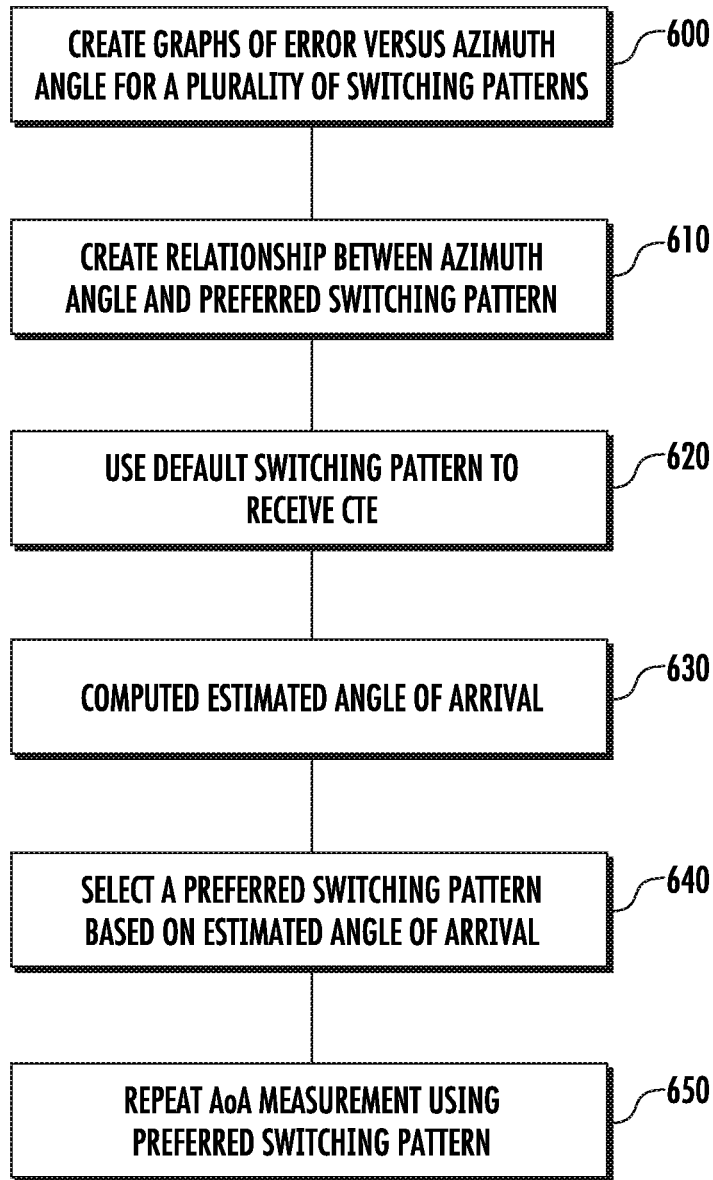 CREATE GRAPHS OF ERROR VERSUS AZIMUTH
ANGLE FOR A PLURALITY OF SWITCHING PATTERNS
600
CREATE RELATIONSHIP BETWEEN AZIMUTH
ANGLE AND PREFERRED SWITCHING PATTERN
610
USE DEFAULT SWITCHING PATTERN TO
RECEIVE CTE
620
COMPUTED ESTIMATED ANGLE OF ARRIVAL
630
SELECT A PREFERRED SWITCHING PATTERN
BASED ON ESTIMATED ANGLE OF ARRIVAL
640
REPEAT AoA MEASUREMENT USING
PREFERRED SWITCHING PATTERN
650